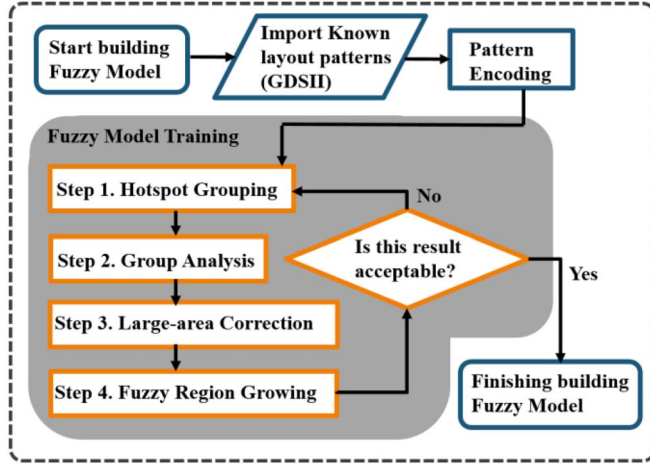 Start building
Fuzzy Model
Import Known
layout patterns
(GDSII)
Pattern
Encoding
Fuzzy Model Training
Step 1. Hotspot Grouping
No
Step 2. Group Analysis
Is this result
acceptable?
Yes
Step 3. Large-area Correction
Step 4. Fuzzy Region Growing
Finishing building
Fuzzy Model